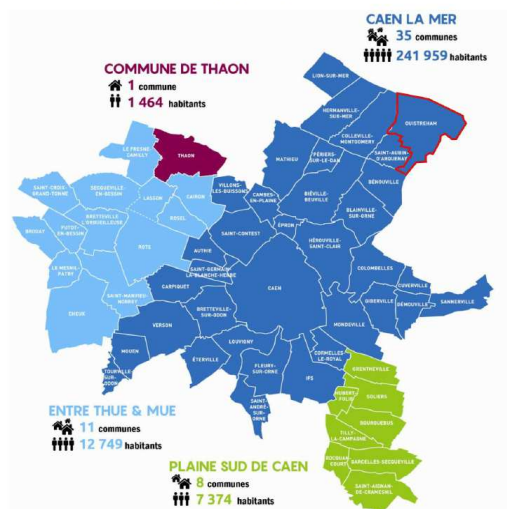 CAEN LA MER
35 communes
241 959 habitants
COMMUNE DE THAON
1 commune
1 464 habitants
LION-SUR-MER
HERMANVILLE-
SUR-MER
COLLEVILLE-
MONTGOMERY
OUISTREHAM
SAINT-AUBIN-
D'ARQUENAY
LE FRESNE-
CAMILLY
THAON
MATHIEU
PÉRIERS-
SUR-LE-DAN
BÉNOUVILLE
SAINTE-CROIX-
GRAND-TONNE
SECQUEVILLE-
EN-BESSIN
LASSON
CAIRON
VILLONS-
LES-BUISSONS
CAMBES-
EN-PLAINE
BIÉVILLE-
BEUVILLE
BLAINVILLE-
SUR-ORNE
BRETTEVILLE
L'ORGUEILLEUSE
ROSEL
ÉPRON
SAINT-CONTEST
BROUAY
PUTOT-
EN-BESSIN
ROTS
AUTHIE
HÉROUVILLE-
SAINT-CLAIR
LE MESNIL-
PATRY
SAINT-GERMAIN-
LA-BLANCHE-HERBE
COLOMBELLES
CUVERVILLE
CARPIQUET
CAEN
GIBERVILLE
DÉMOUVILLE
SANNERVILLE
CHEUX
SAINT-MANVIEU-
NORREY
BRETTEVILLE-
SUR-ODON
VERSON
MONDEVILLE
MOUEN
LOUVIGNY
CORMELLES-
LE-ROYAL
TOURVILLE-
SUR-
ODON
ÉTERVILLE
FLEURY-
SUR-ORNE
IFS
GRENTHEVILLE
SAINT-
ANDRÉ-
SUR-
ORNE
HUBERT-
FOLIE
SOLIERS
BOURGUÉBUS
TILLY-
LA-CAMPAGNE
ROCQUAN
COURT
GARCELLES-SECQUEVILLE
SAINT-AIGNAN-
DE-CRAMESNIL
ENTRE THUE & MUE
11 communes
12 749 habitants
PLAINE SUD DE CAEN
8 communes
7 374 habitants